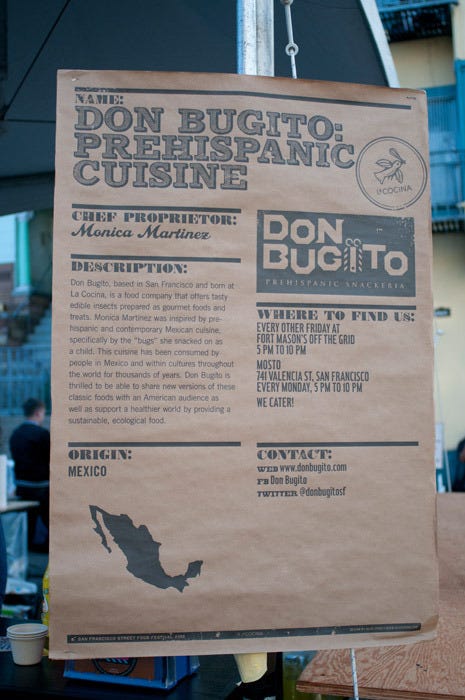 NAME:
DON BUGITO:
PREHISPANIC
CUISINE
LA COCINA
CHEF PROPRIETOR:
Monica Martinez
DON
BUGITO
PREHISPANIC SNACKERIA
DESCRIPTION:
Don Bugito, based in San Francisco and born at
La Cocina, is a food company that offers tasty
edible insects prepared as gourmet foods and
treats. Monica Martinez was inspired by pre-
hispanic and contemporary Mexican cuisine,
specifically by the "bugs" she snacked on as
a child. This cuisine has been consumed by
people in Mexico and within cultures throughout
the world for thousands of years. Don Bugito is
thrilled to be able to share new versions of these
classic foods with an American audience as
well as support a healthier world by providing a
sustainable, ecological food.
WHERE TO FIND US:
EVERY OTHER FRIDAY AT
FORT MASON'S OFF THE GRID
5 PM TO 10 PM
MOSTO
741 VALENCIA ST, SAN FRANCISCO
EVERY MONDAY, 5 PM TO 10 PM
WE CATER!
ORIGIN:
MEXICO
CONTACT:
WEB www.donbugito.com
FB Don Bugito
TWITTER @donbugitosf
SAN FRANCISCO STREET FOOD FESTIVAL
LA COCINA